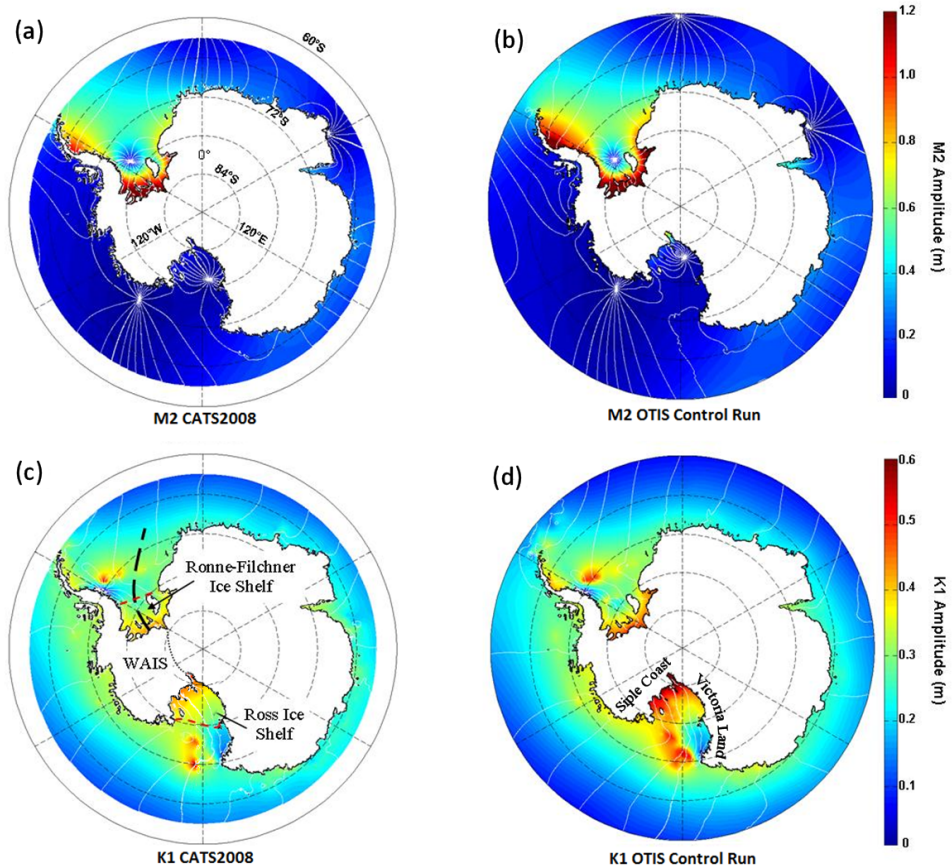 (a)
60°S
72°S
0°
84°S
120°W
120°E
M2 CATS2008
(b)
M2 OTIS Control Run
1.2
1.0
0.8
0.6
0.4
0.2
0
M2 Amplitude (m)
(c)
Ronne-Filchner
Ice Shelf
WAIS
Ross Ice
Shelf
K1 CATS2008
(d)
Siple Coast
Victoria Land
K1 OTIS Control Run
0.6
0.5
0.4
0.3
0.2
0.1
0
K1 Amplitude (m)